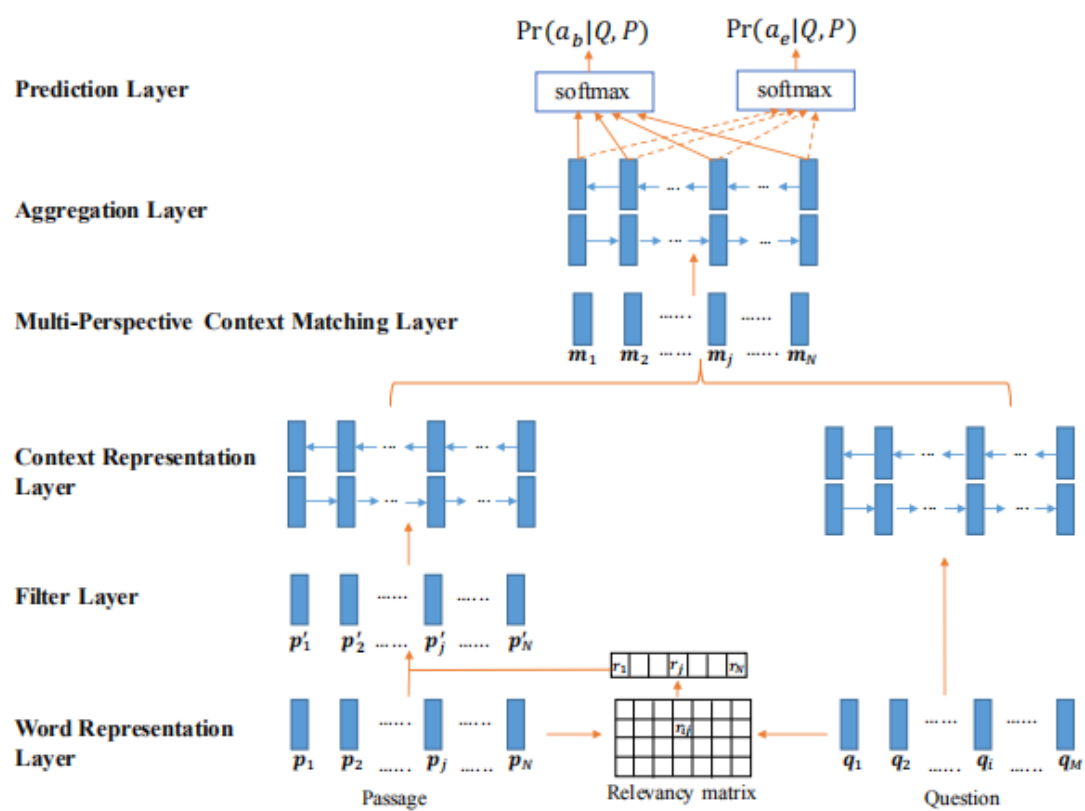 Pr(a_b|Q, P) Pr(a_e|Q, P)
Prediction Layer
softmax softmax
... ...
Aggregation Layer
... ...
Multi-Perspective Context Matching Layer
...... ......
m_1 m_2 ...... m_j ...... m_N
... ... ... ...
Context Representation
Layer
... ... ... ...
Filter Layer
...... ......
p'_1 p'_2 ...... p'_j ...... p'_N
r_1 r_j r_N
Word Representation
Layer
...... ...... r_ij ...... ......
p_1 p_2 ...... p_j ...... p_N q_1 q_2 ...... q_i ...... q_M
Passage Relevancy matrix Question